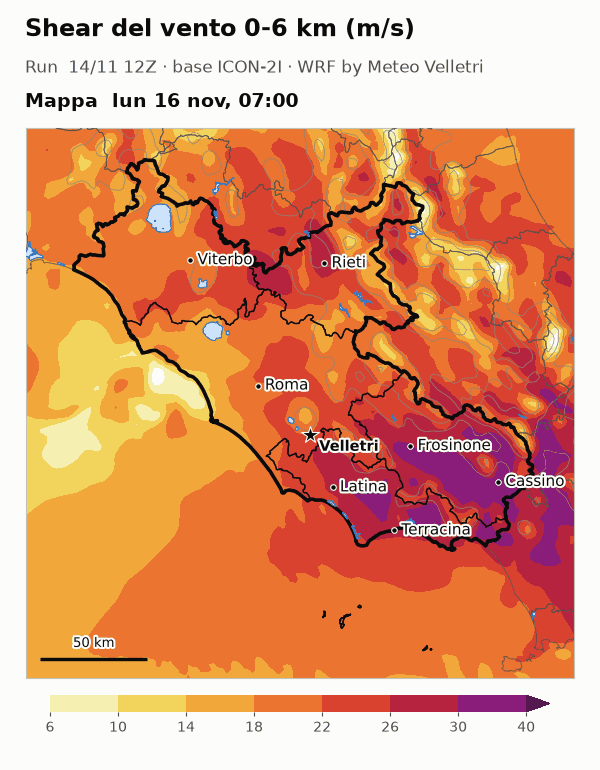 Shear del vento 0-6 km (m/s)
Run 14/11 12Z · base ICON-2I · WRF by Meteo Velletri
Mappa lun 16 nov, 07:00
Viterbo
Rieti
Roma
Velletri
Frosinone
Latina
Cassino
Terracina
50 km
6 10 14 18 22 26 30 40